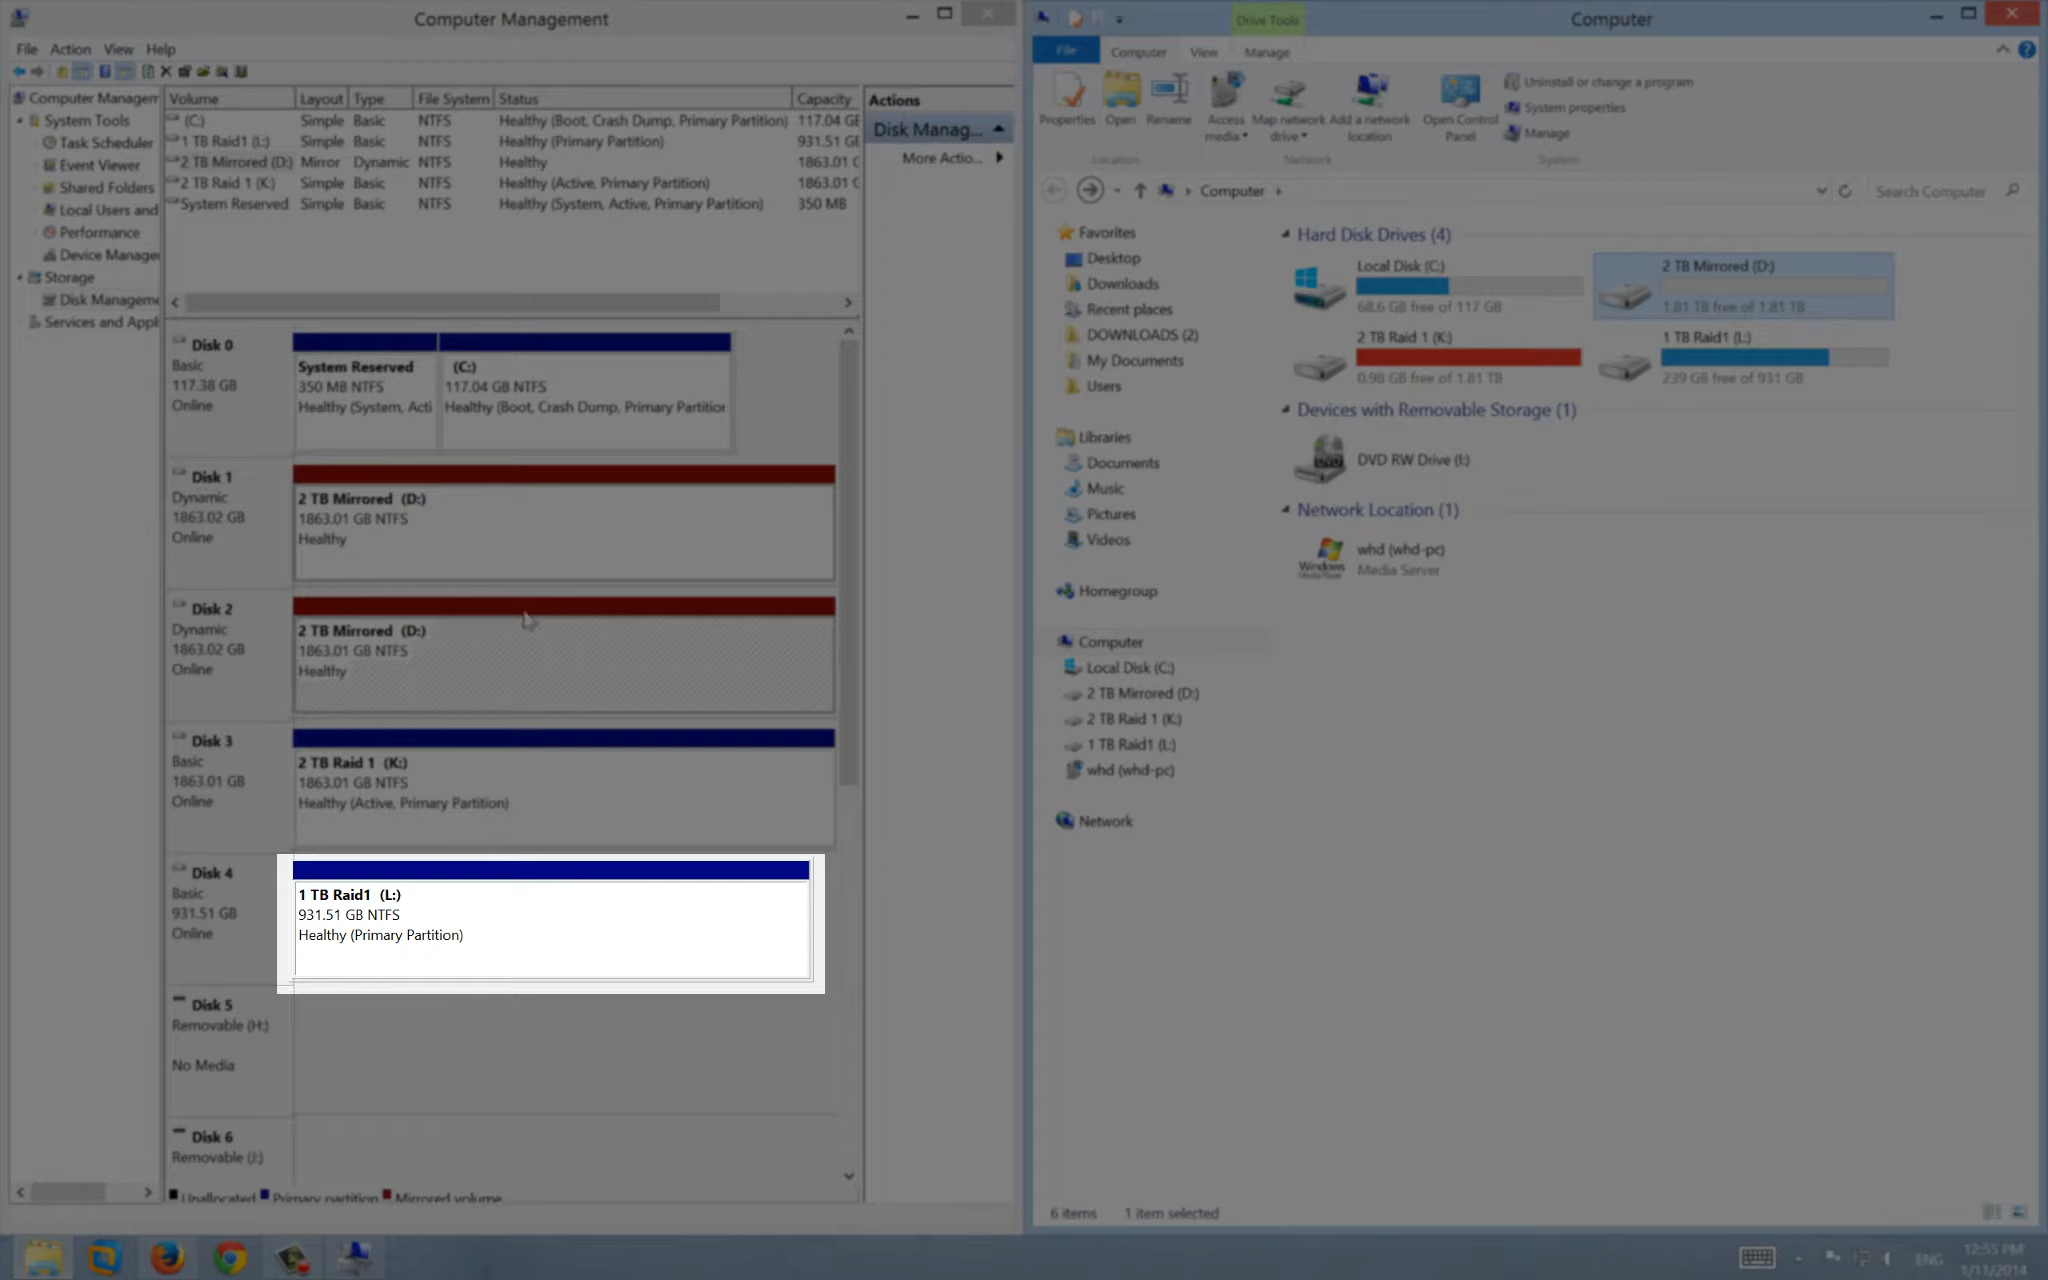 Computer Management
File Action View Help
Computer Managem
System Tools
Task Scheduler
Event Viewer
Shared Folders
Local Users and
Performance
Device Manage
Storage
Disk Manageme
Services and Appl
Volume Layout Type File System Status Capacity
(C:) Simple Basic NTFS Healthy (Boot, Crash Dump, Primary Partition) 117.04 GB
1 TB Raid1 (L:) Simple Basic NTFS Healthy (Primary Partition) 931.51 GB
2 TB Mirrored (D:) Mirror Dynamic NTFS Healthy 1863.01 G
2 TB Raid 1 (K:) Simple Basic NTFS Healthy (Active, Primary Partition) 1863.01 G
System Reserved Simple Basic NTFS Healthy (System, Active, Primary Partition) 350 MB
Disk 0
Basic
117.38 GB
Online
System Reserved
350 MB NTFS
Healthy (System, Acti
(C:)
117.04 GB NTFS
Healthy (Boot, Crash Dump, Primary Partitior
Disk 1
Dynamic
1863.02 GB
Online
2 TB Mirrored (D:)
1863.01 GB NTFS
Healthy
Disk 2
Dynamic
1863.02 GB
Online
2 TB Mirrored (D:)
1863.01 GB NTFS
Healthy
Disk 3
Basic
1863.01 GB
Online
2 TB Raid 1 (K:)
1863.01 GB NTFS
Healthy (Active, Primary Partition)
Disk 4
Basic
931.51 GB
Online
1 TB Raid1 (L:)
931.51 GB NTFS
Healthy (Primary Partition)
Disk 5
Removable (H:)
No Media
Disk 6
Removable (J:)
Unallocated Primary partition Mirrored volume
Actions
Disk Manag...
More Actio...
Drive Tools
Computer
File Computer View Manage
Properties
Open
Rename
Access media
Map network drive
Add a network location
Open Control Panel
Uninstall or change a program
System properties
Manage
Location
Network
System
Computer
Search Computer
Favorites
Desktop
Downloads
Recent places
DOWNLOADS (2)
My Documents
Users
Libraries
Documents
Music
Pictures
Videos
Homegroup
Computer
Local Disk (C:)
2 TB Mirrored (D:)
2 TB Raid 1 (K:)
1 TB Raid1 (L:)
whd (whd-pc)
Network
Hard Disk Drives (4)
Local Disk (C:)
68.6 GB free of 117 GB
2 TB Mirrored (D:)
1.81 TB free of 1.81 TB
2 TB Raid 1 (K:)
0.98 GB free of 1.81 TB
1 TB Raid1 (L:)
239 GB free of 931 GB
Devices with Removable Storage (1)
DVD
DVD RW Drive (I:)
Network Location (1)
Windows
whd (whd-pc)
Media Server
6 items 1 item selected
ENG
12:55 PM
1/11/2014